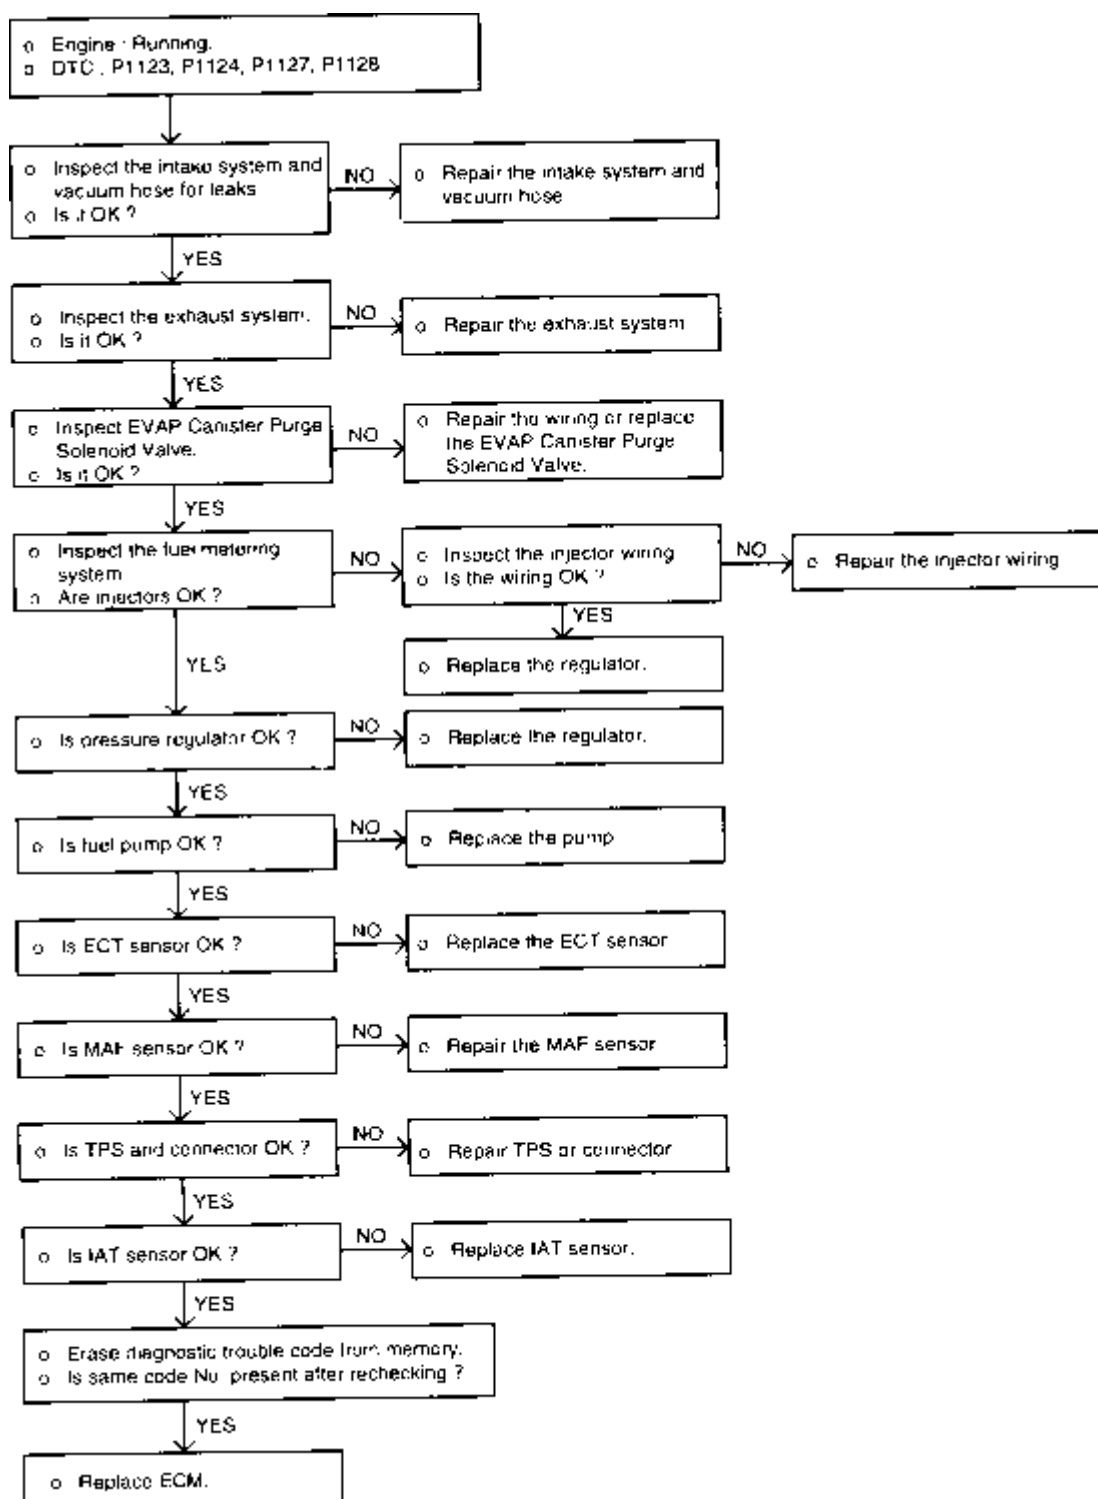 o Engine : Running.
o DTC : P1123, P1124, P1127, P1128
o Inspect the intake system and
vacuum hose for leaks
o Is it OK ?
NO
o Repair the intake system and
vacuum hose
YES
o Inspect the exhaust system.
o Is it OK ?
NO
o Repair the exhaust system
YES
o Inspect EVAP Canister Purge
Solenoid Valve.
o Is it OK ?
NO
o Repair the wiring or replace
the EVAP Canister Purge
Solenoid Valve.
YES
o Inspect the fuel metering
system
o Are injectors OK ?
NO
o Inspect the injector wiring
o Is the wiring OK ?
NO
o Repair the injector wiring
YES
o Replace the regulator.
YES
o Is pressure regulator OK ?
NO
o Replace the regulator.
YES
o Is fuel pump OK ?
NO
o Replace the pump
YES
o Is ECT sensor OK ?
NO
o Replace the ECT sensor
YES
o Is MAF sensor OK ?
NO
o Repair the MAF sensor
YES
o Is TPS and connector OK ?
NO
o Repair TPS or connector
YES
o Is IAT sensor OK ?
NO
o Replace IAT sensor.
YES
o Erase diagnostic trouble code from memory.
o Is same code No. present after rechecking ?
YES
o Replace ECM.